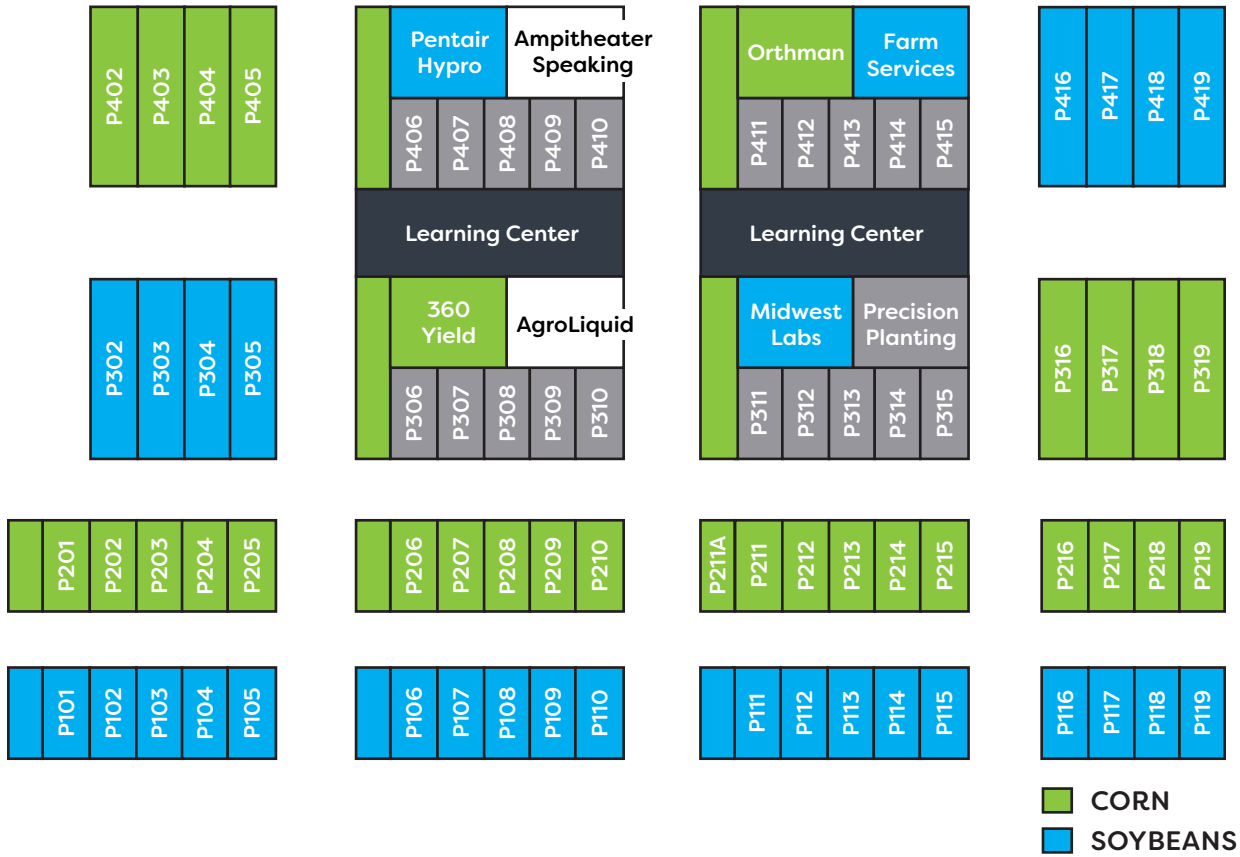 P402
P403
P404
P405
Pentair
Hypro
Ampitheater
Speaking
P406
P407
P408
P409
P410
Orthman
Farm
Services
P411
P412
P413
P414
P415
P416
P417
P418
P419
Learning Center
Learning Center
P302
P303
P304
P305
360
Yield
AgroLiquid
P306
P307
P308
P309
P310
Midwest
Labs
Precision
Planting
P311
P312
P313
P314
P315
P316
P317
P318
P319
P201
P202
P203
P204
P205
P206
P207
P208
P209
P210
P211A
P211
P212
P213
P214
P215
P216
P217
P218
P219
P101
P102
P103
P104
P105
P106
P107
P108
P109
P110
P111
P112
P113
P114
P115
P116
P117
P118
P119
CORN
SOYBEANS